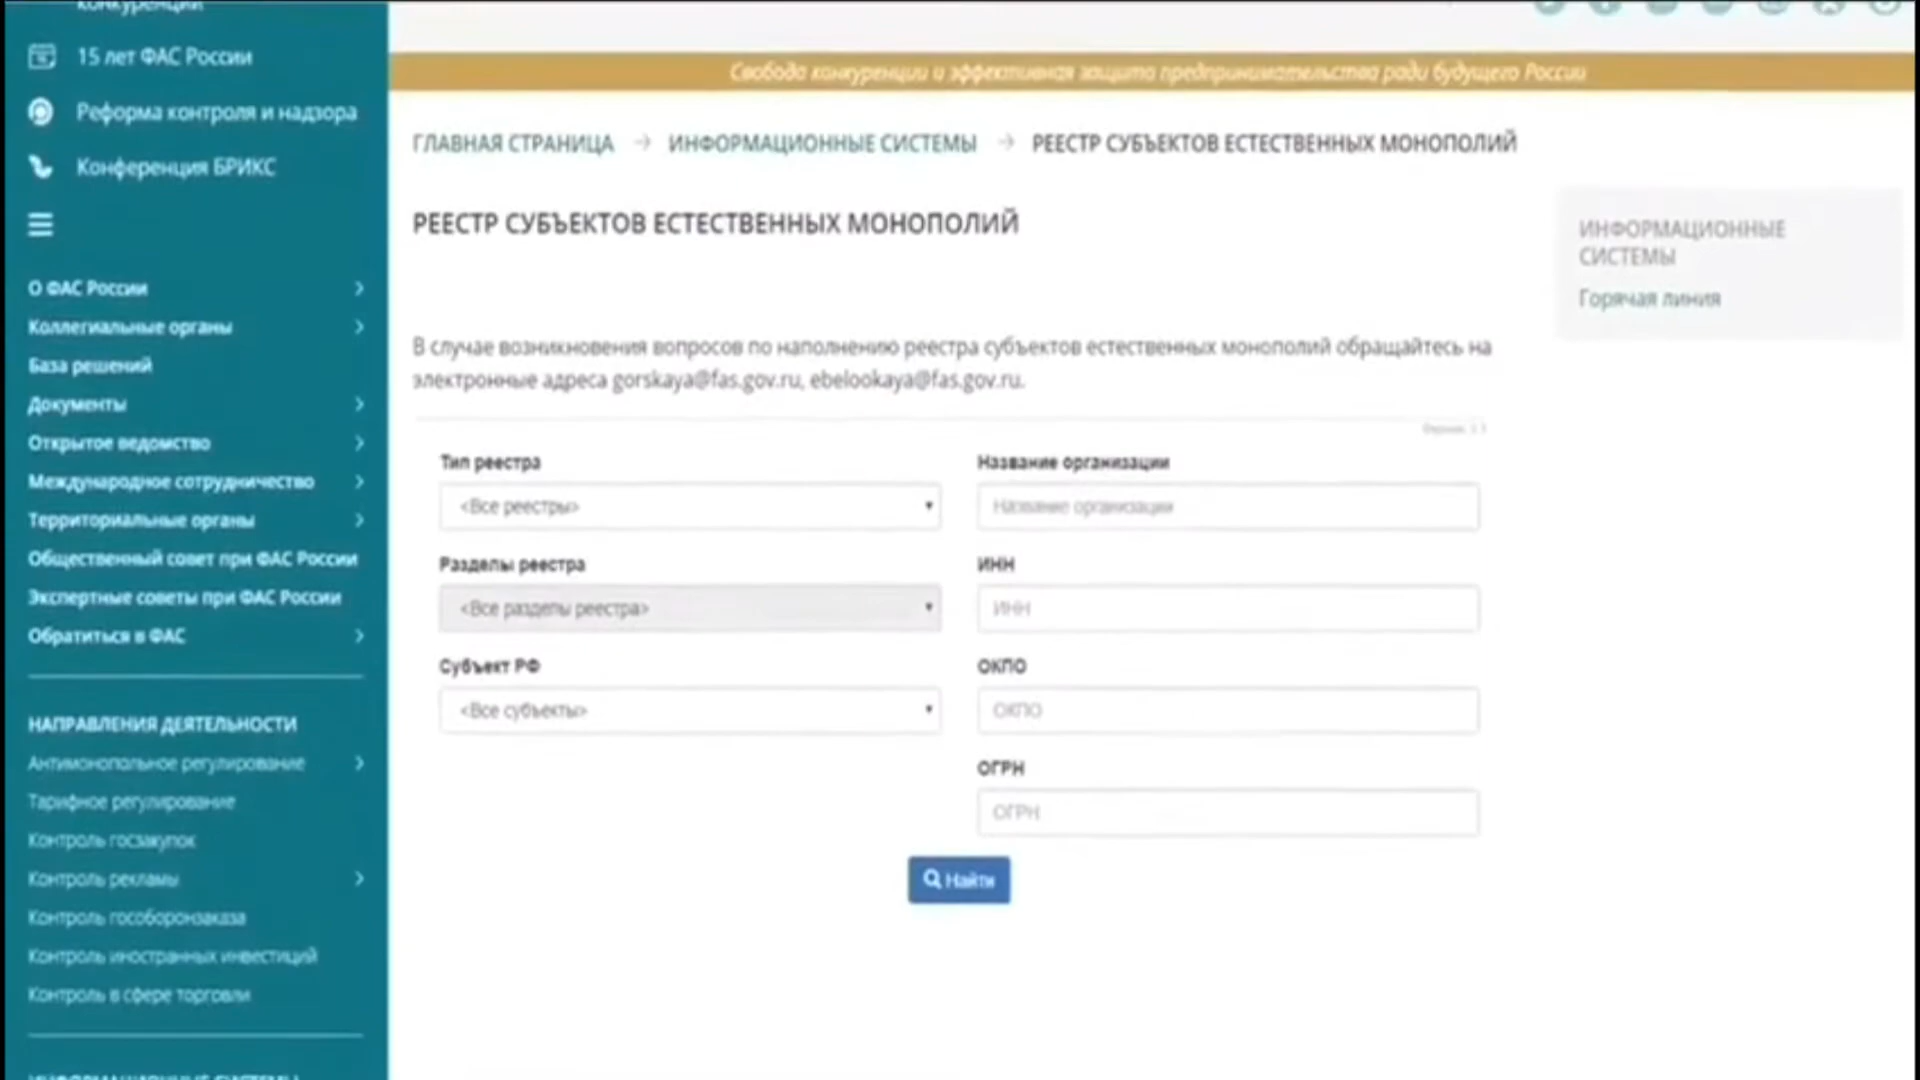 конкуренции
15 лет ФАС России
Реформа контроля и надзора
Конференция БРИКС
О ФАС России
Коллегиальные органы
База решений
Документы
Открытое ведомство
Международное сотрудничество
Территориальные органы
Общественный совет при ФАС России
Экспертные советы при ФАС России
Обратиться в ФАС
НАПРАВЛЕНИЯ ДЕЯТЕЛЬНОСТИ
Антимонопольное регулирование
Тарифное регулирование
Контроль госзакупок
Контроль рекламы
Контроль гособоронзаказа
Контроль иностранных инвестиций
Контроль в сфере торговли
ИНФОРМАЦИОННЫЕ СИСТЕМЫ
Свобода конкуренции и эффективная защита предпринимательства ради будущего России
ГЛАВНАЯ СТРАНИЦА → ИНФОРМАЦИОННЫЕ СИСТЕМЫ → РЕЕСТР СУБЪЕКТОВ ЕСТЕСТВЕННЫХ МОНОПОЛИЙ
РЕЕСТР СУБЪЕКТОВ ЕСТЕСТВЕННЫХ МОНОПОЛИЙ
В случае возникновения вопросов по наполнению реестра субъектов естественных монополий обращайтесь на
электронные адреса gorskaya@fas.gov.ru, ebelookaya@fas.gov.ru.
Тип реестра
<Все реестры>
Разделы реестра
<Все разделы реестра>
Субъект РФ
<Все субъекты>
Название организации
Название организации
ИНН
ИНН
ОКПО
ОКПО
ОГРН
ОГРН
Найти
ИНФОРМАЦИОННЫЕ
СИСТЕМЫ
Горячая линия